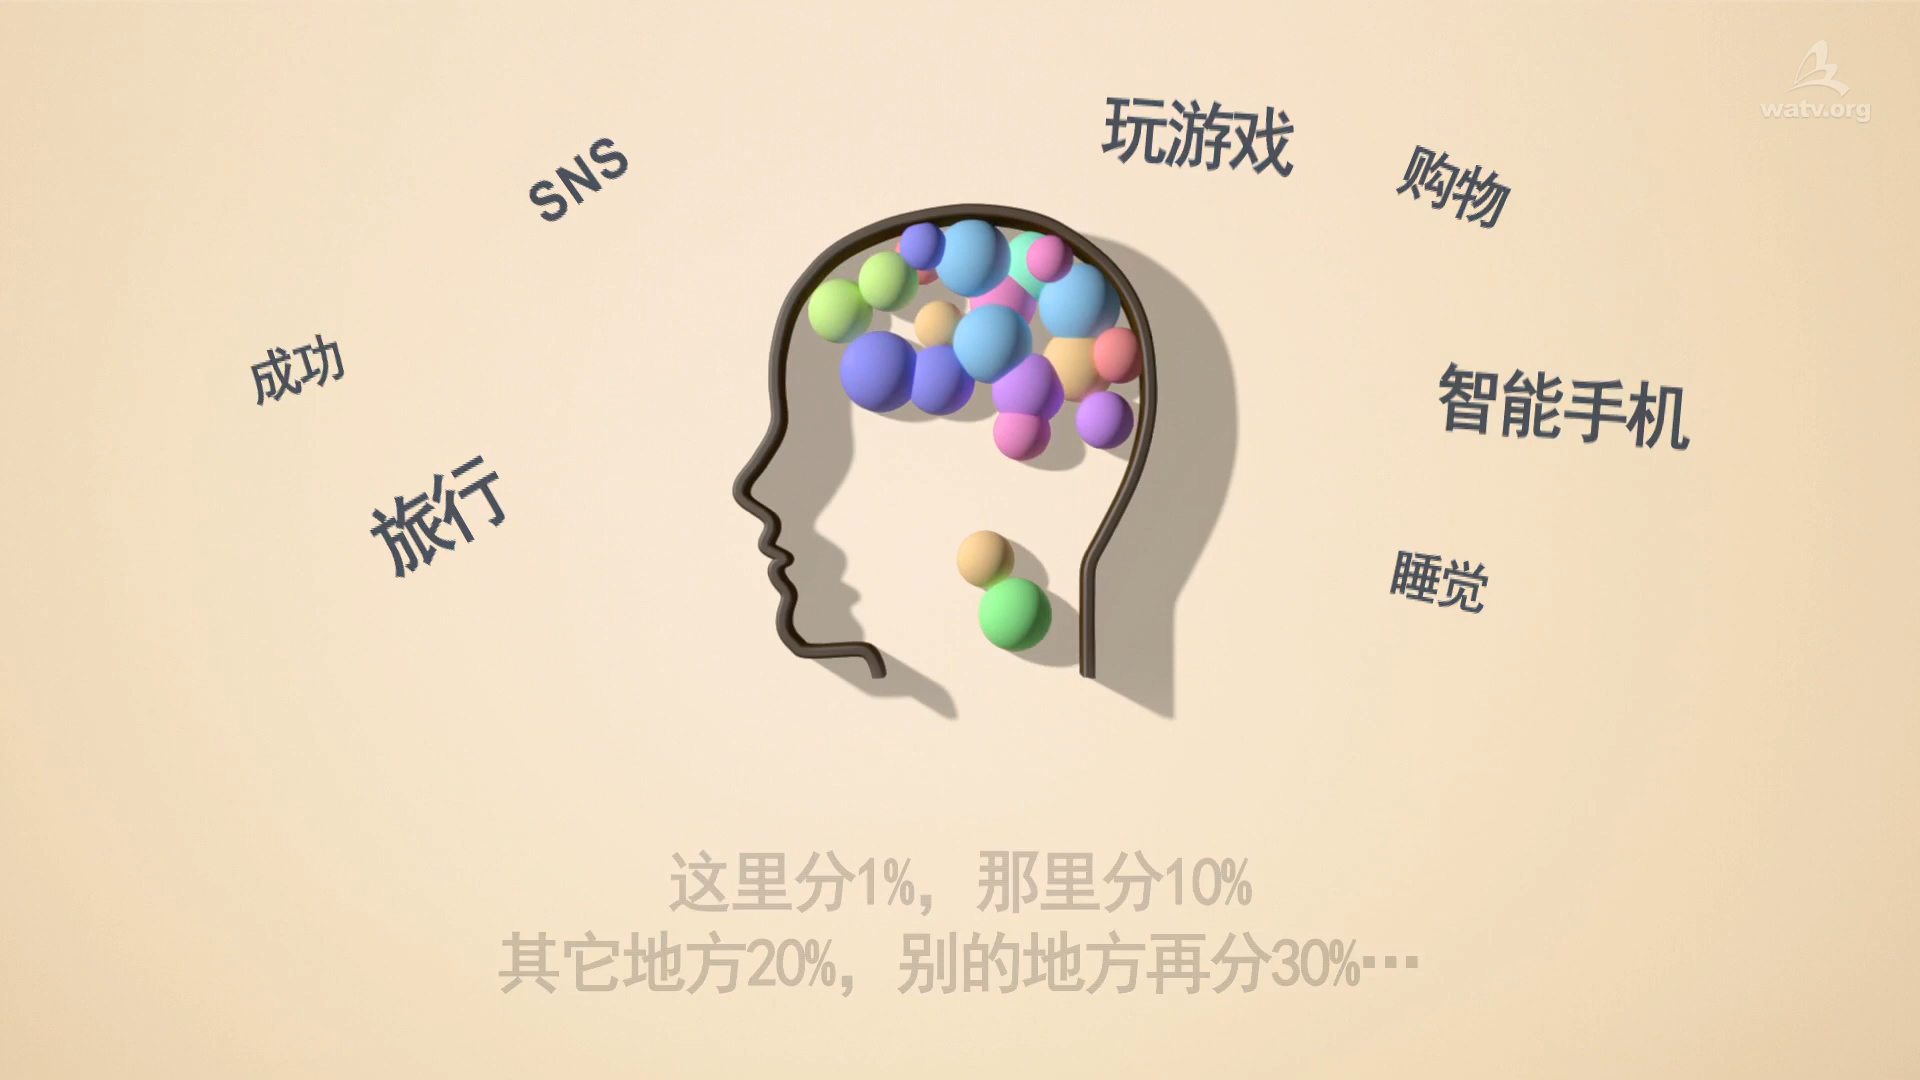 watv.org
玩游戏
SNS
购物
成功
智能手机
旅行
睡觉
这里分1%，那里分10%
其它地方20%，别的地方再分30%…